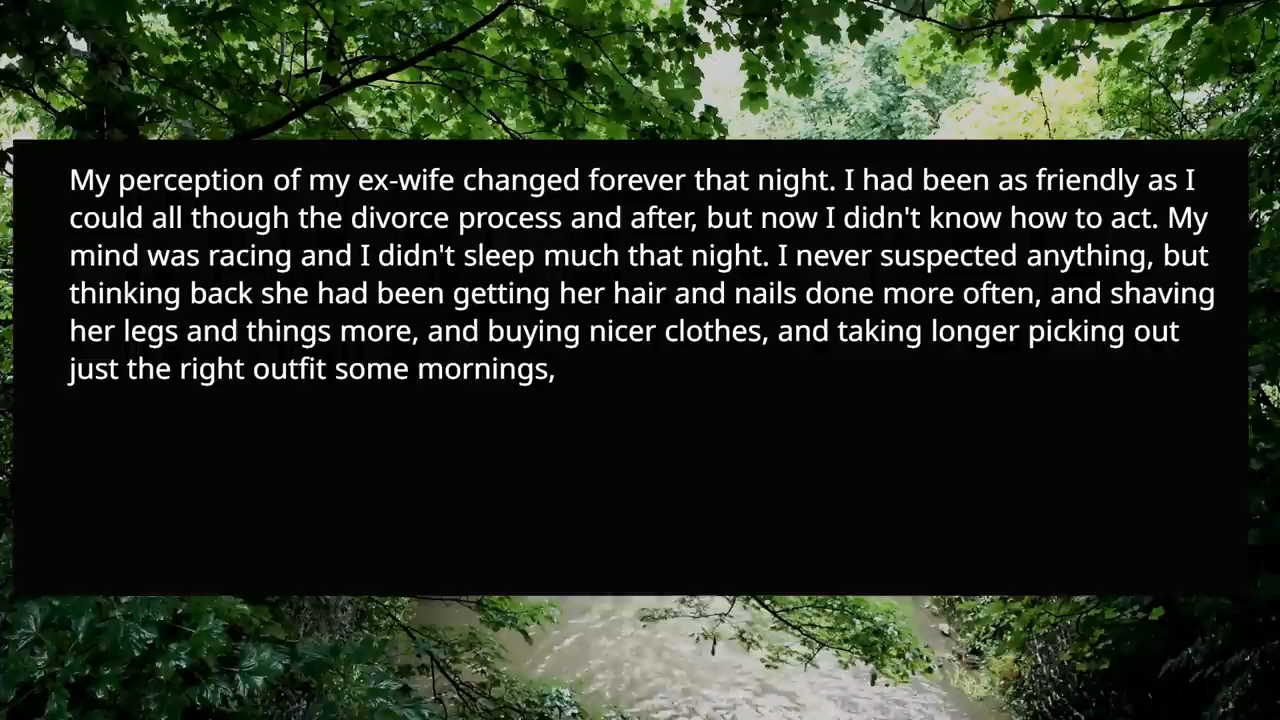 My perception of my ex-wife changed forever that night. I had been as friendly as I
could all though the divorce process and after, but now I didn't know how to act. My
mind was racing and I didn't sleep much that night. I never suspected anything, but
thinking back she had been getting her hair and nails done more often, and shaving
her legs and things more, and buying nicer clothes, and taking longer picking out
just the right outfit some mornings,